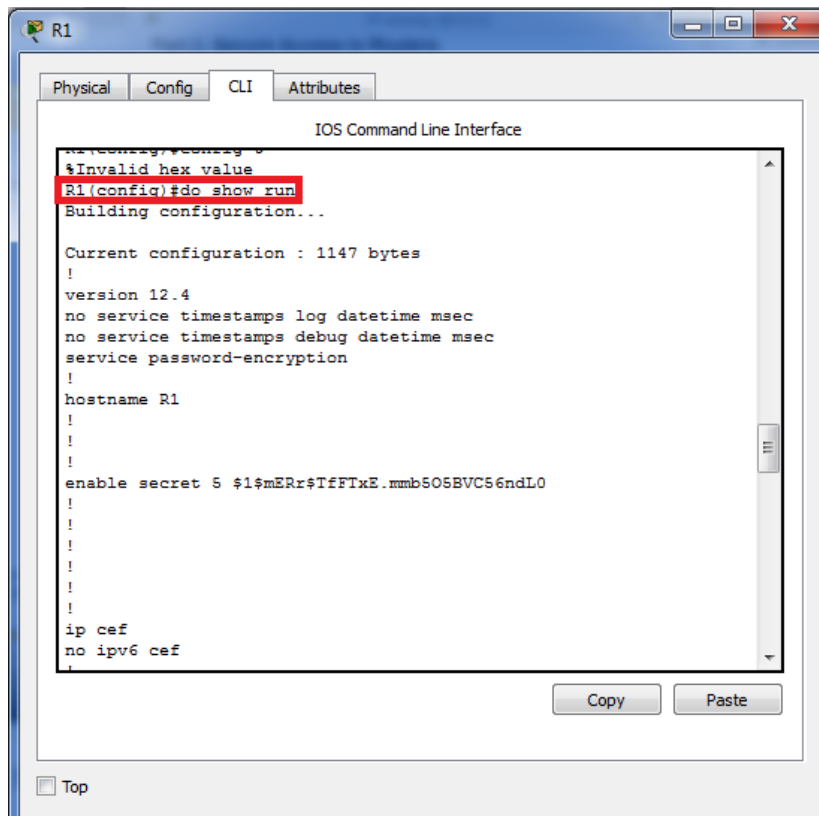 R1
Physical Config CLI Attributes
IOS Command Line Interface
%Invalid hex value
R1(config)#do show run
Building configuration...
Current configuration : 1147 bytes
!
version 12.4
no service timestamps log datetime msec
no service timestamps debug datetime msec
service password-encryption
!
hostname R1
!
!
!
enable secret 5 $1$mERr$TfFTxE.mmb5O5BVC56ndL0
!
!
!
!
!
!
ip cef
no ipv6 cef
!
Copy Paste
Top